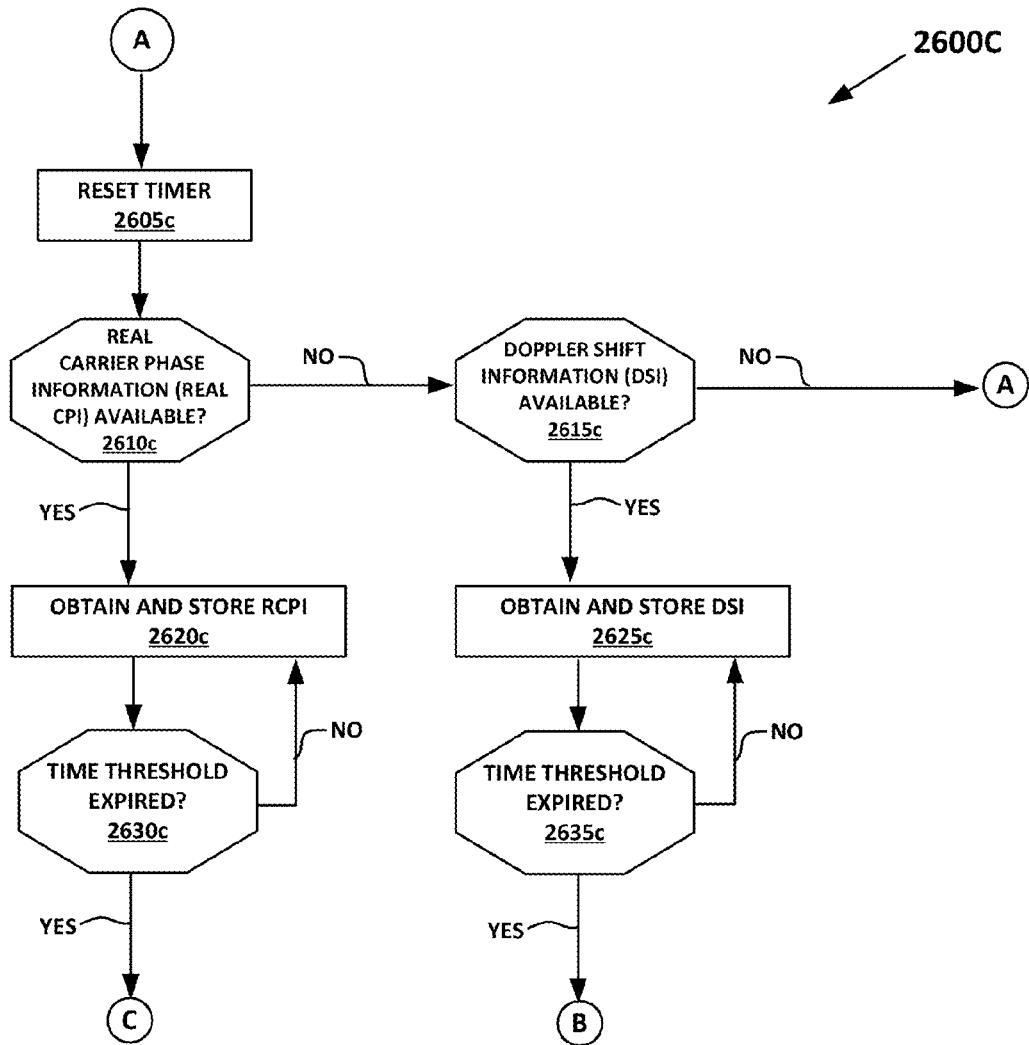 A
2600C
RESET TIMER
2605c
REAL
CARRIER PHASE
INFORMATION (REAL
CPI) AVAILABLE?
2610c
NO
DOPPLER SHIFT
INFORMATION (DSI)
AVAILABLE?
2615c
NO
A
YES
YES
OBTAIN AND STORE RCPI
2620c
OBTAIN AND STORE DSI
2625c
TIME THRESHOLD
EXPIRED?
2630c
NO
TIME THRESHOLD
EXPIRED?
2635c
NO
YES
YES
C
B